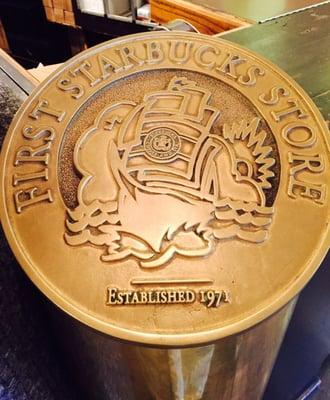 FIRST STARBUCKS STORE
ESTABLISHED 1971